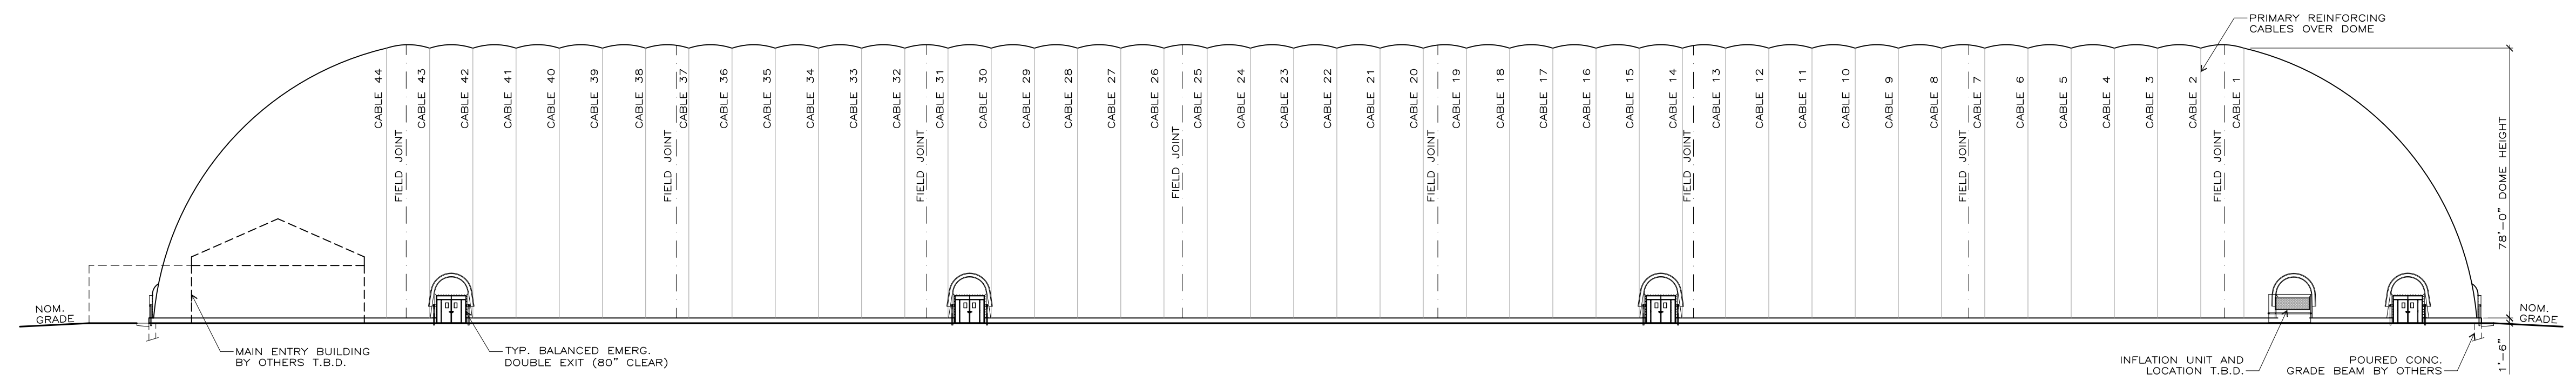 PRIMARY REINFORCING
CABLES OVER DOME
CABLE 44
FIELD JOINT
CABLE 43
CABLE 42
CABLE 41
CABLE 40
CABLE 39
CABLE 38
FIELD JOINT
CABLE 37
CABLE 36
CABLE 35
CABLE 34
CABLE 33
CABLE 32
FIELD JOINT
CABLE 31
CABLE 30
CABLE 29
CABLE 28
CABLE 27
CABLE 26
FIELD JOINT
CABLE 25
CABLE 24
CABLE 23
CABLE 22
CABLE 21
CABLE 20
FIELD JOINT
CABLE 19
CABLE 18
CABLE 17
CABLE 16
CABLE 15
CABLE 14
FIELD JOINT
CABLE 13
CABLE 12
CABLE 11
CABLE 10
CABLE 9
CABLE 8
FIELD JOINT
CABLE 7
CABLE 6
CABLE 5
CABLE 4
CABLE 3
CABLE 2
FIELD JOINT
CABLE 1
78'-0" DOME HEIGHT
NOM.
GRADE
NOM.
GRADE
1'-6"
MAIN ENTRY BUILDING
BY OTHERS T.B.D.
TYP. BALANCED EMERG.
DOUBLE EXIT (80" CLEAR)
INFLATION UNIT AND
LOCATION T.B.D.
POURED CONC.
GRADE BEAM BY OTHERS